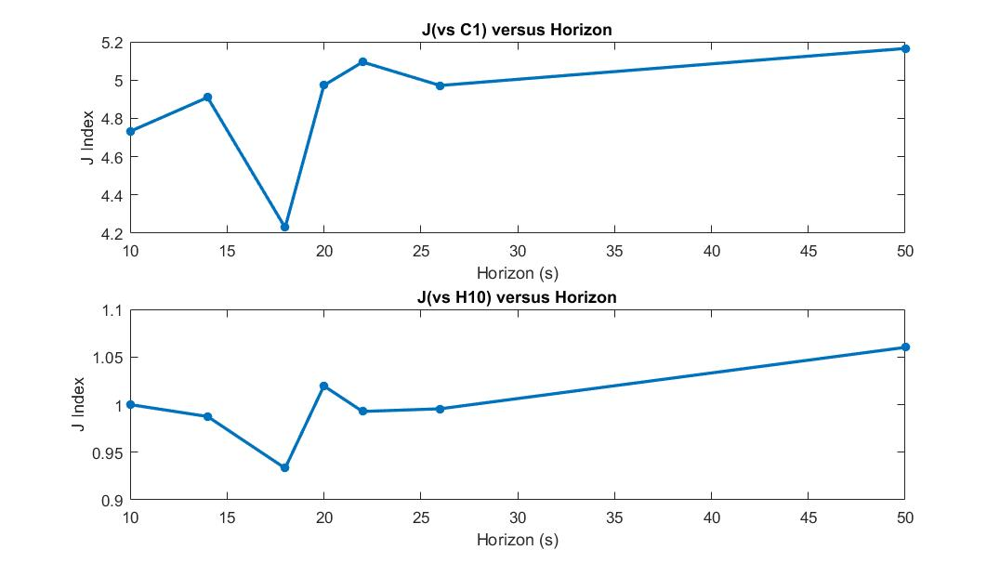 J(vs C1) versus Horizon
5.2
5
4.8
4.6
4.4
4.2
J Index
10 15 20 25 30 35 40 45 50
Horizon (s)
J(vs H10) versus Horizon
1.1
1.05
1
0.95
0.9
J Index
10 15 20 25 30 35 40 45 50
Horizon (s)